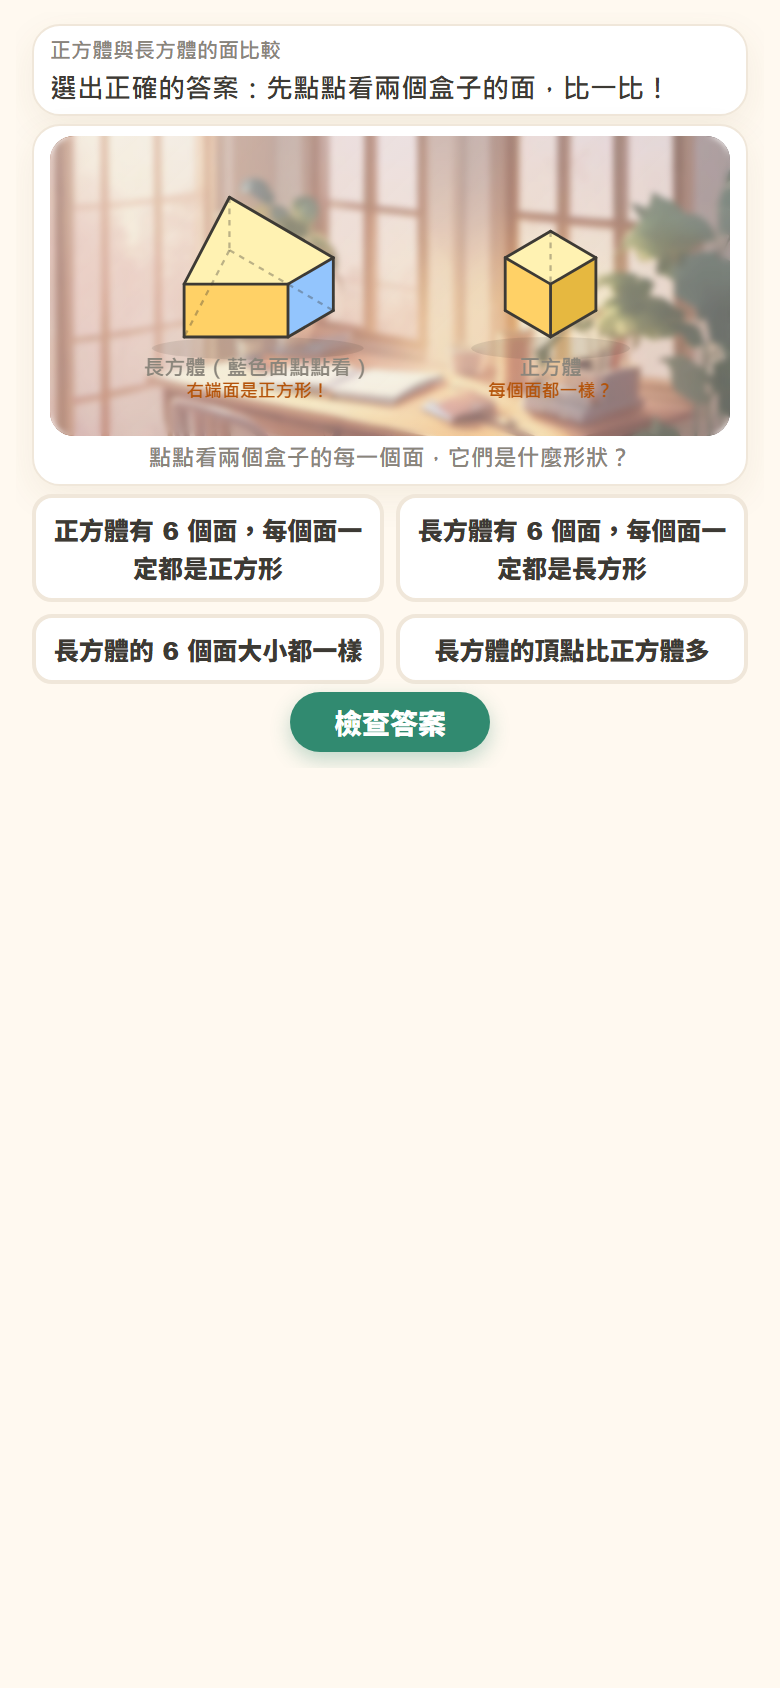 正方體與長方體的面比較
選出正確的答案：先點點看兩個盒子的面，比一比！
長方體（藍色面點點看）
右端面是正方形！
正方體
每個面都一樣？
點點看兩個盒子的每一個面，它們是什麼形狀？
正方體有 6 個面，每個面一
定都是正方形
長方體有 6 個面，每個面一
定都是長方形
長方體的 6 個面大小都一樣
長方體的頂點比正方體多
檢查答案